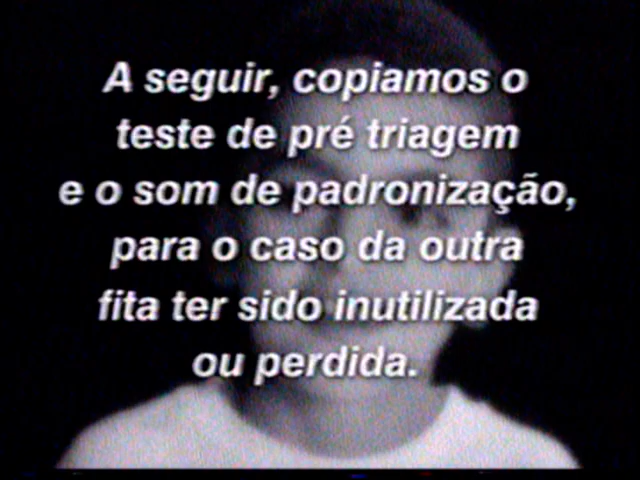 A seguir, copiamos o
teste de pré triagem
e o som de padronização,
para o caso da outra
fita ter sido inutilizada
ou perdida.